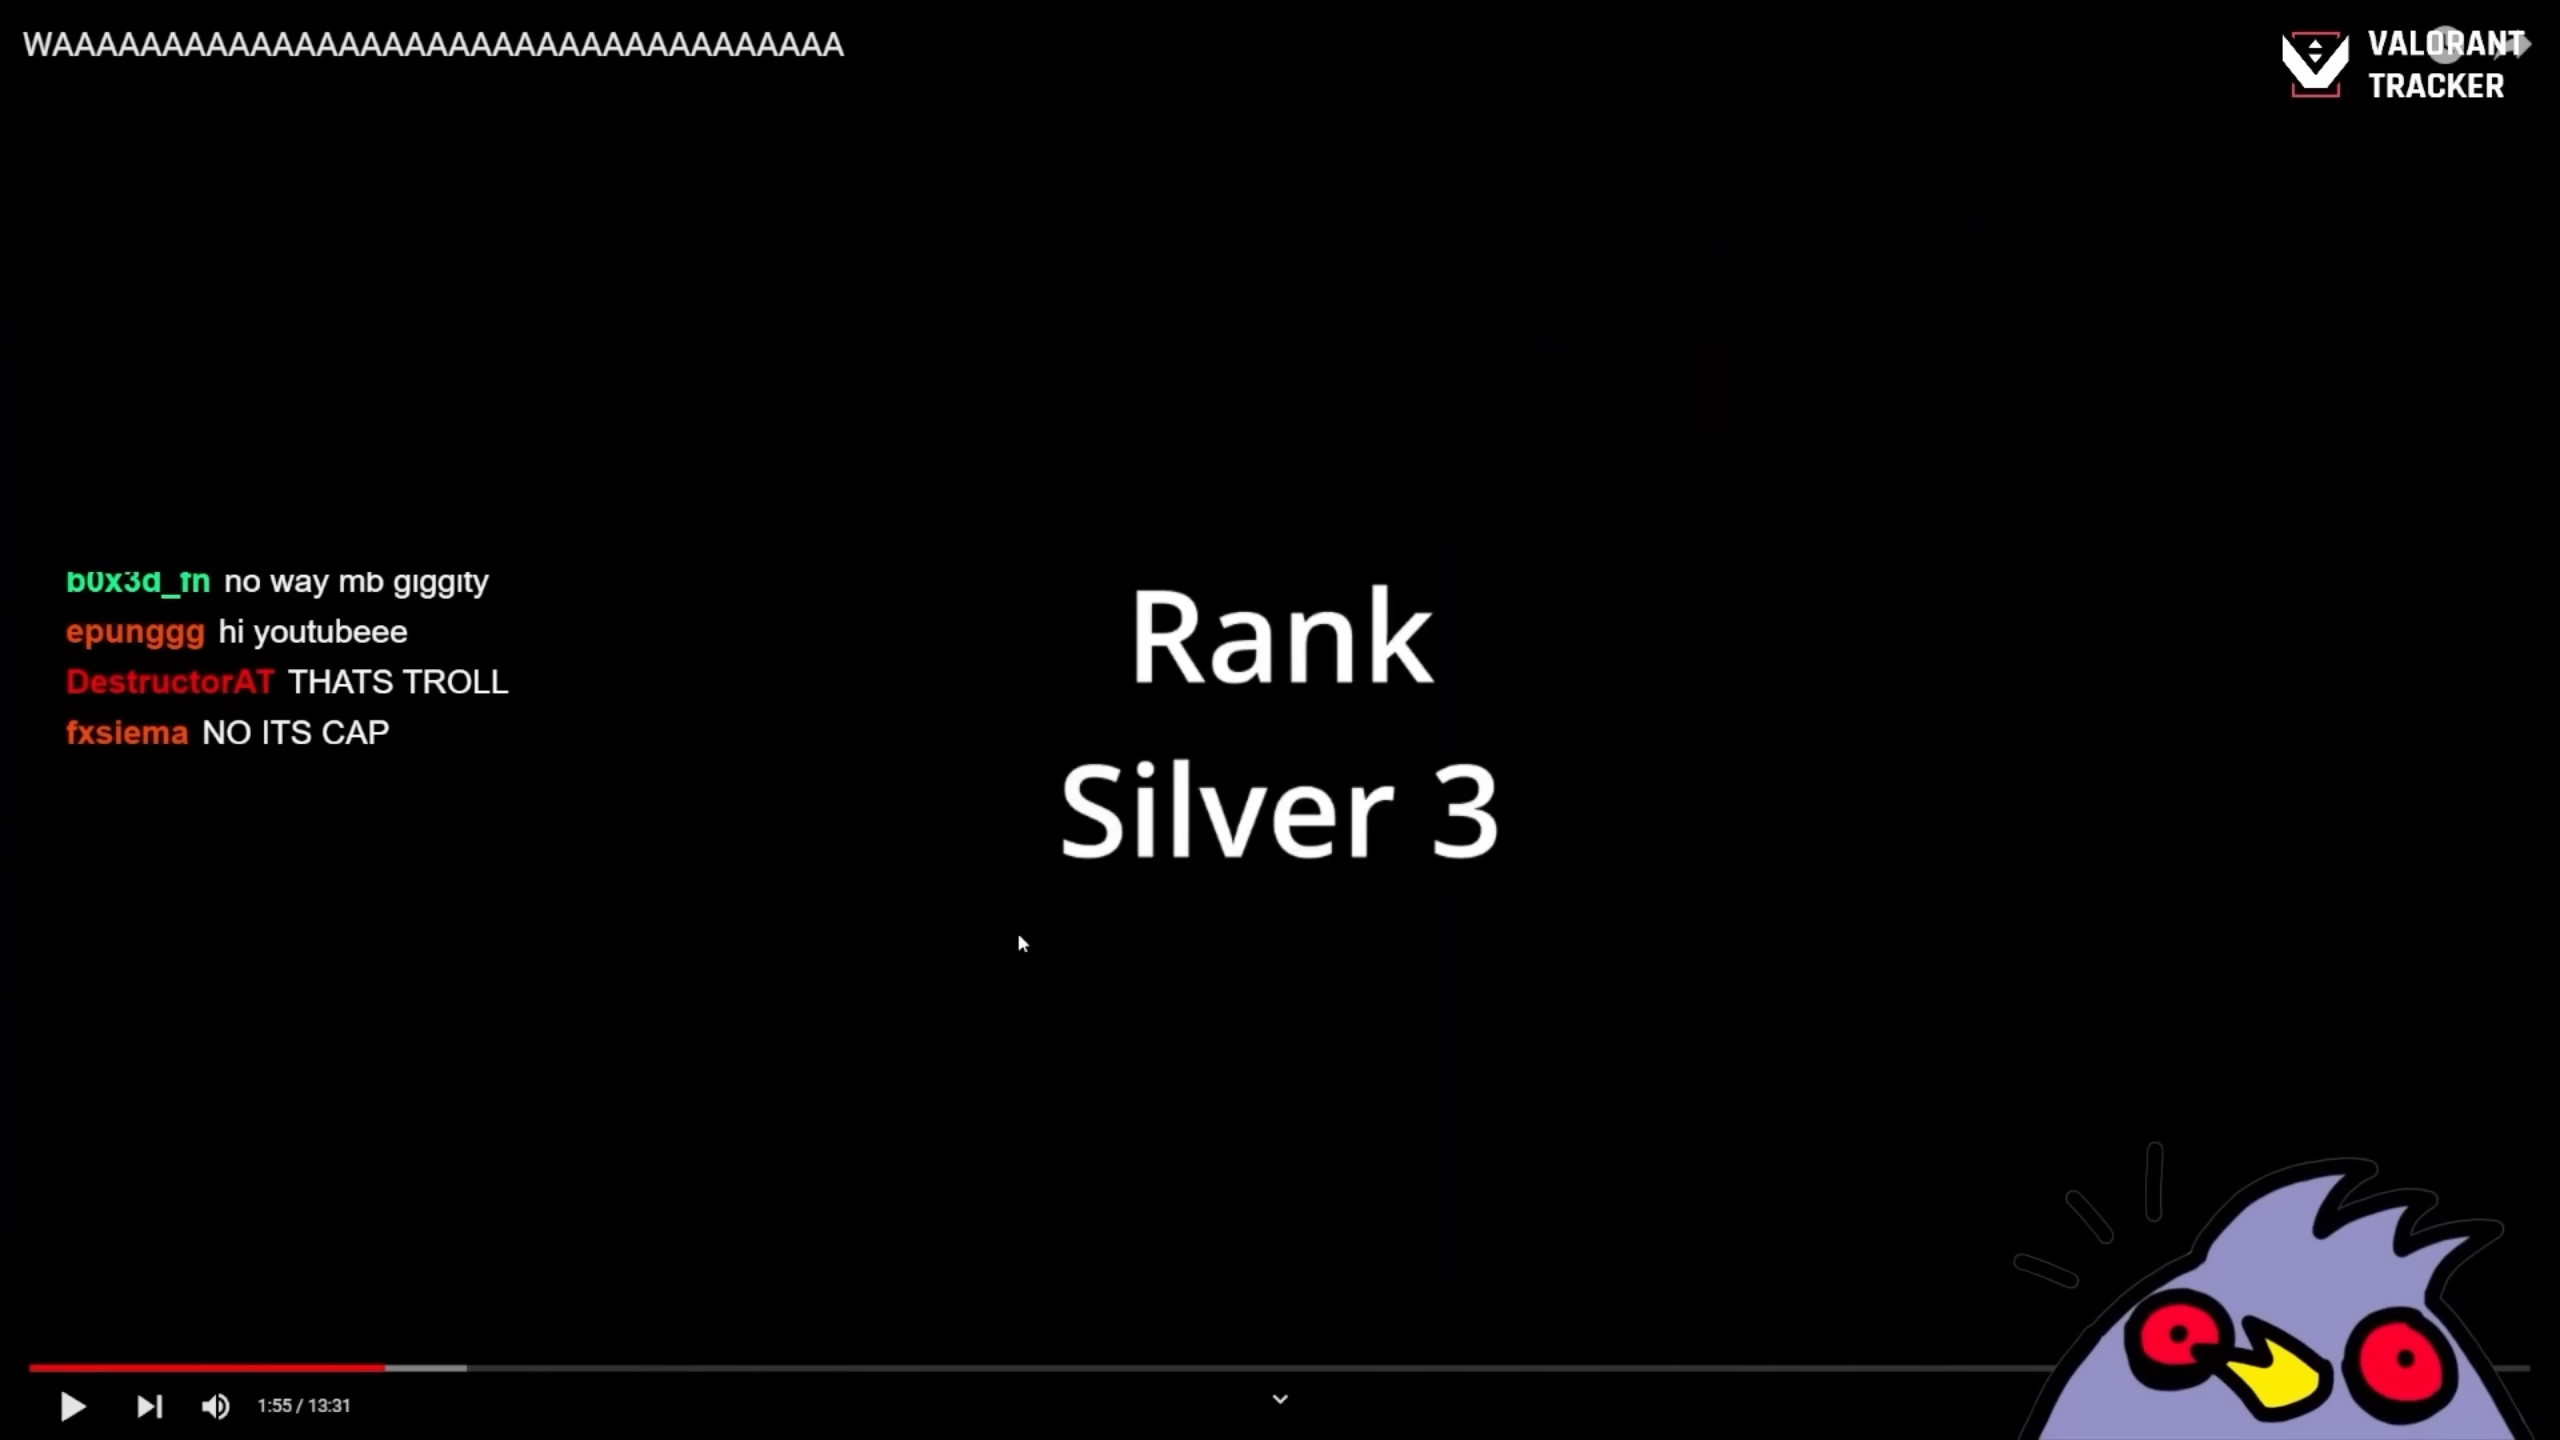 WAAAAAAAAAAAAAAAAAAAAAAAAAAAAAAAAAAAA
VALORANT
TRACKER
b0x3d_fn no way mb giggity
epunggg hi youtubeee
DestructorAT THATS TROLL
fxsiema NO ITS CAP
Rank
Silver 3
1:55 / 13:31